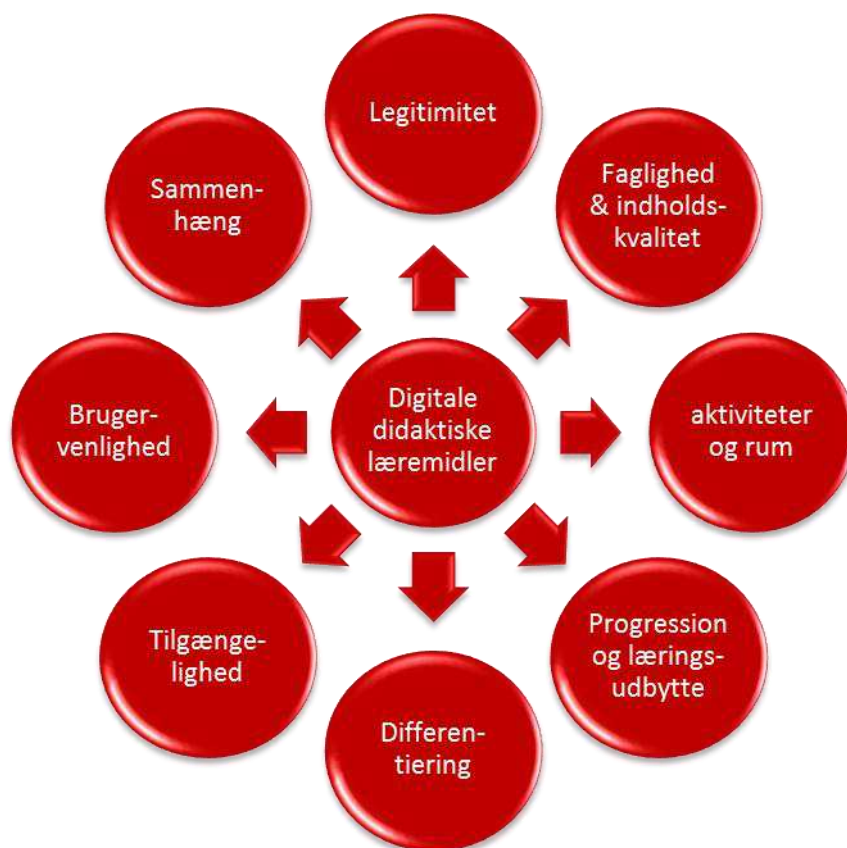 Legitimitet
Faglighed
& indholds-
kvalitet
aktiviteter
og rum
Progression
og lærings-
udbytte
Differen-
tiering
Tilgænge-
lighed
Bruger-
venlighed
Sammen-
hæng
Digitale
didaktiske
læremidler